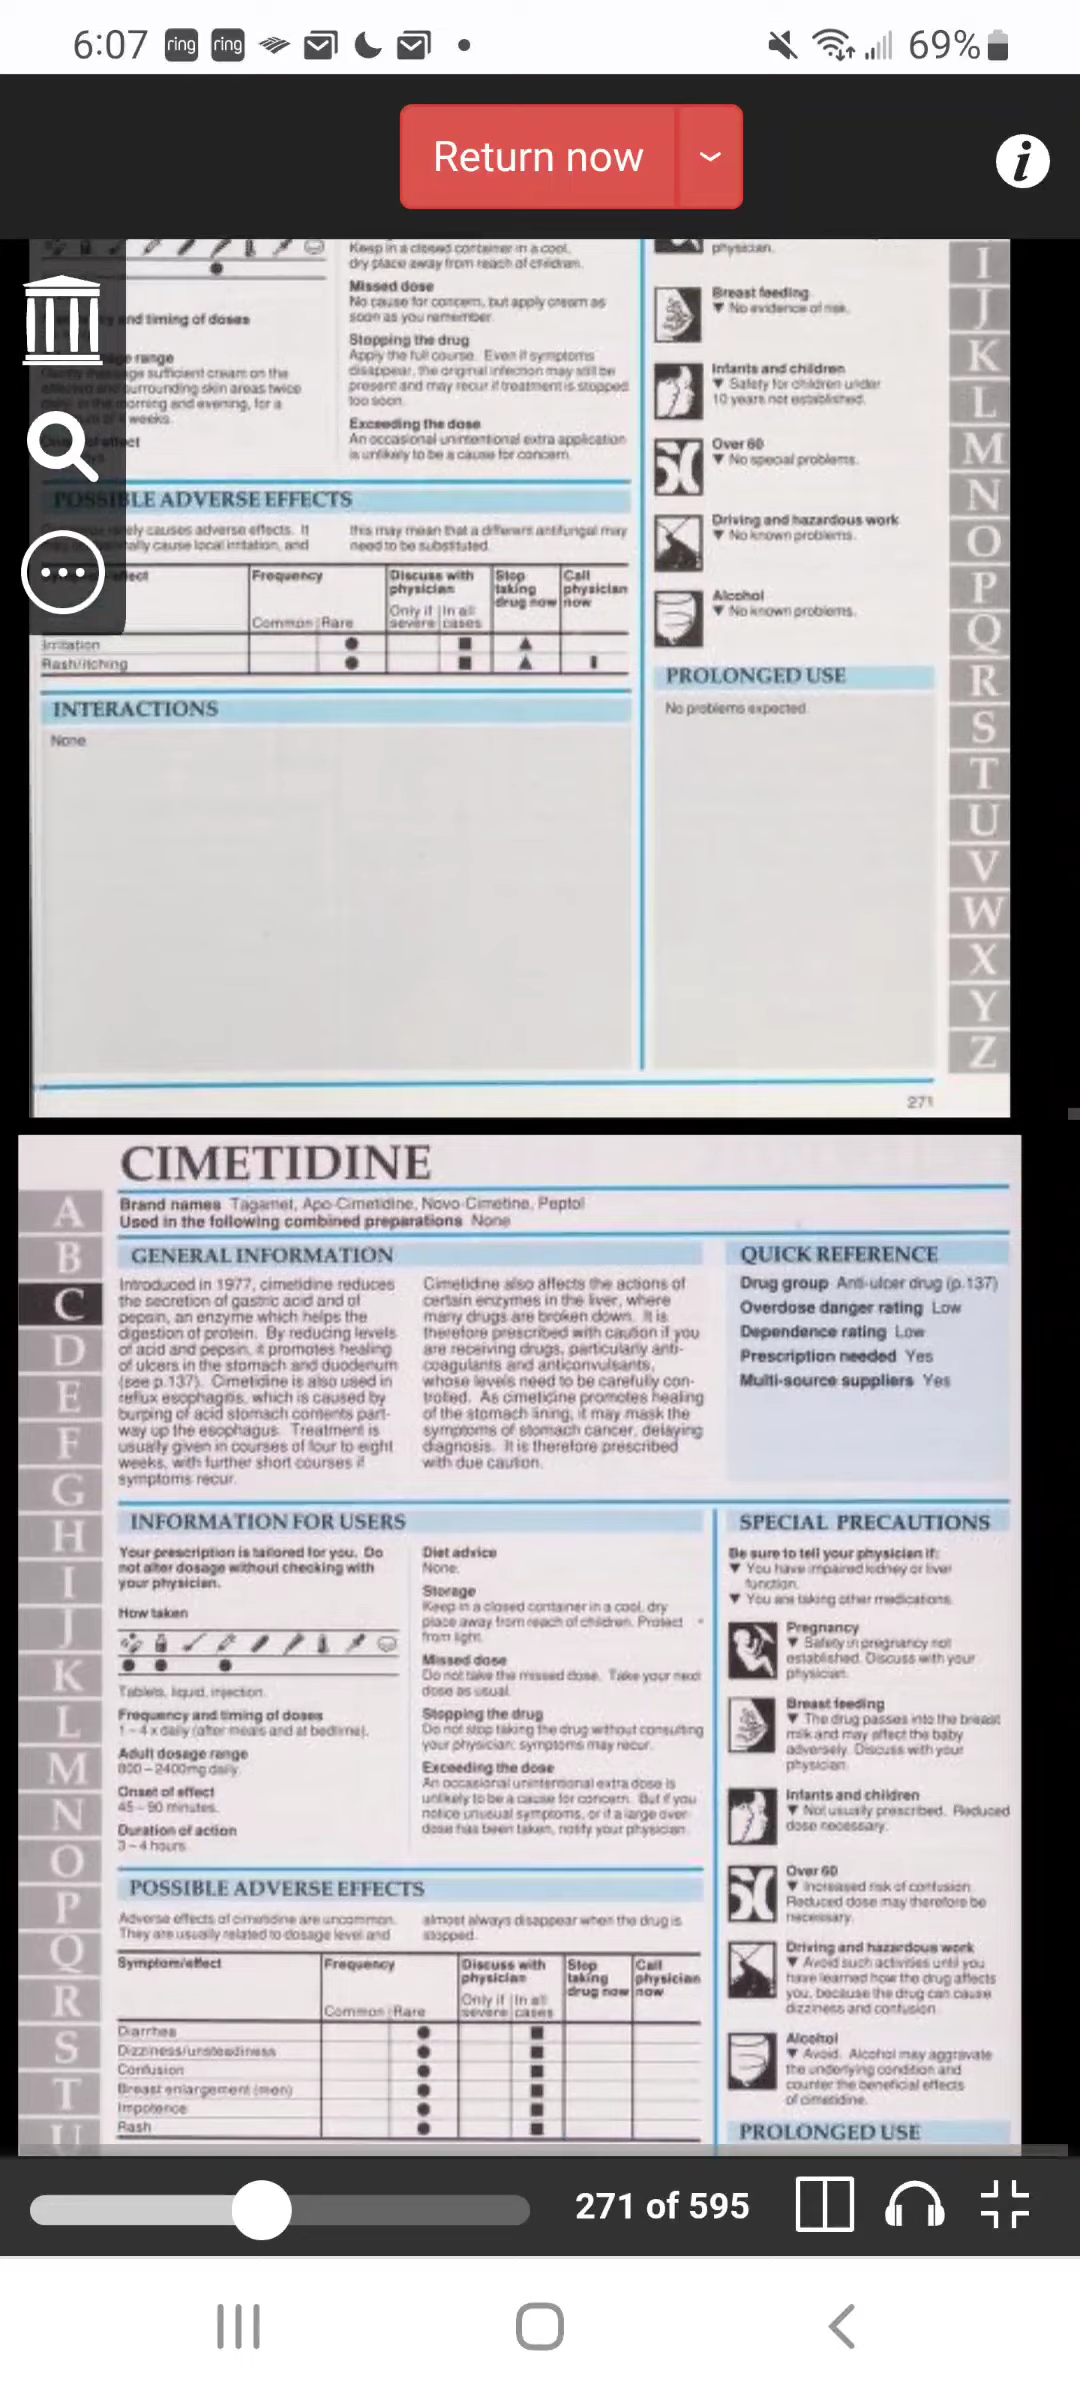 6:07
ring
ring
69%
Return now
i
Keep in a closed container in a cool,
dry place away from reach of children.
Missed dose
No cause for concern, but apply cream as
soon as you remember.
Stopping the drug
Apply the full course. Even if symptoms
disappear, the original infection may still be
present and may recur if treatment is stopped
too soon.
Exceeding the dose
An occasional unintentional extra application
is unlikely to be a cause for concern.
and timing of doses
range
sufficient cream on the
surrounding skin areas twice
morning and evening, for a
weeks.
physician.
Breast feeding
▼ No evidence of risk.
Infants and children
▼ Safety for children under
10 years not established.
Over 60
▼ No special problems.
Driving and hazardous work
▼ No known problems.
Alcohol
▼ No known problems.
POSSIBLE ADVERSE EFFECTS
rarely causes adverse effects. It
cause local irritation, and
this may mean that a different antifungal may
need to be substituted.
Frequency
Common Rare
Discuss with
physician
Only if severe
In all cases
Stop
taking
drug now
Call
physician
now
Irritation
Rash/itching
INTERACTIONS
None
PROLONGED USE
No problems expected.
I
J
K
L
M
N
O
P
Q
R
S
T
U
V
W
X
Y
Z
271
CIMETIDINE
Brand names Tagamet, Apo-Cimetidine, Novo-Cimetine, Peptol
Used in the following combined preparations None
A
B
C
D
E
F
G
H
I
J
K
L
M
N
O
P
Q
R
S
T
U
GENERAL INFORMATION
Introduced in 1977, cimetidine reduces
the secretion of gastric acid and of
pepsin, an enzyme which helps the
digestion of protein. By reducing levels
of acid and pepsin, it promotes healing
of ulcers in the stomach and duodenum
(see p.137). Cimetidine is also used in
reflux esophagitis, which is caused by
burping of acid stomach contents part-
way up the esophagus. Treatment is
usually given in courses of four to eight
weeks, with further short courses if
symptoms recur.
Cimetidine also affects the actions of
certain enzymes in the liver, where
many drugs are broken down. It is
therefore prescribed with caution if you
are receiving drugs, particularly anti-
coagulants and anticonvulsants,
whose levels need to be carefully con-
trolled. As cimetidine promotes healing
of the stomach lining, it may mask the
symptoms of stomach cancer, delaying
diagnosis. It is therefore prescribed
with due caution.
QUICK REFERENCE
Drug group Anti-ulcer drug (p.137)
Overdose danger rating Low
Dependence rating Low
Prescription needed Yes
Multi-source suppliers Yes
INFORMATION FOR USERS
Your prescription is tailored for you. Do
not alter dosage without checking with
your physician.
How taken
Tablets, liquid, injection.
Frequency and timing of doses
1 – 4 x daily (after meals and at bedtime).
Adult dosage range
800 – 2400mg daily.
Onset of effect
45 – 90 minutes.
Duration of action
3 – 4 hours.
Diet advice
None.
Storage
Keep in a closed container in a cool, dry
place away from reach of children. Protect
from light.
Missed dose
Do not take the missed dose. Take your next
dose as usual.
Stopping the drug
Do not stop taking the drug without consulting
your physician; symptoms may recur.
Exceeding the dose
An occasional unintentional extra dose is
unlikely to be a cause for concern. But if you
notice unusual symptoms, or if a large over-
dose has been taken, notify your physician.
SPECIAL PRECAUTIONS
Be sure to tell your physician if:
▼ You have impaired kidney or liver
function.
▼ You are taking other medications.
Pregnancy
▼ Safety in pregnancy not
established. Discuss with your
physician.
Breast feeding
▼ The drug passes into the breast
milk and may affect the baby
adversely. Discuss with your
physician.
Infants and children
▼ Not usually prescribed. Reduced
dose necessary.
Over 60
▼ Increased risk of confusion.
Reduced dose may therefore be
necessary.
Driving and hazardous work
▼ Avoid such activities until you
have learned how the drug affects
you, because the drug can cause
dizziness and confusion.
Alcohol
▼ Avoid. Alcohol may aggravate
the underlying condition and
counter the beneficial effects
of cimetidine.
PROLONGED USE
POSSIBLE ADVERSE EFFECTS
Adverse effects of cimetidine are uncommon.
They are usually related to dosage level and
almost always disappear when the drug is
stopped.
Symptom/effect
Frequency
Common Rare
Discuss with
physician
Only if severe
In all cases
Stop
taking
drug now
Call
physician
now
Diarrhea
Dizziness/unsteadiness
Confusion
Breast enlargement (men)
Impotence
Rash
271 of 595